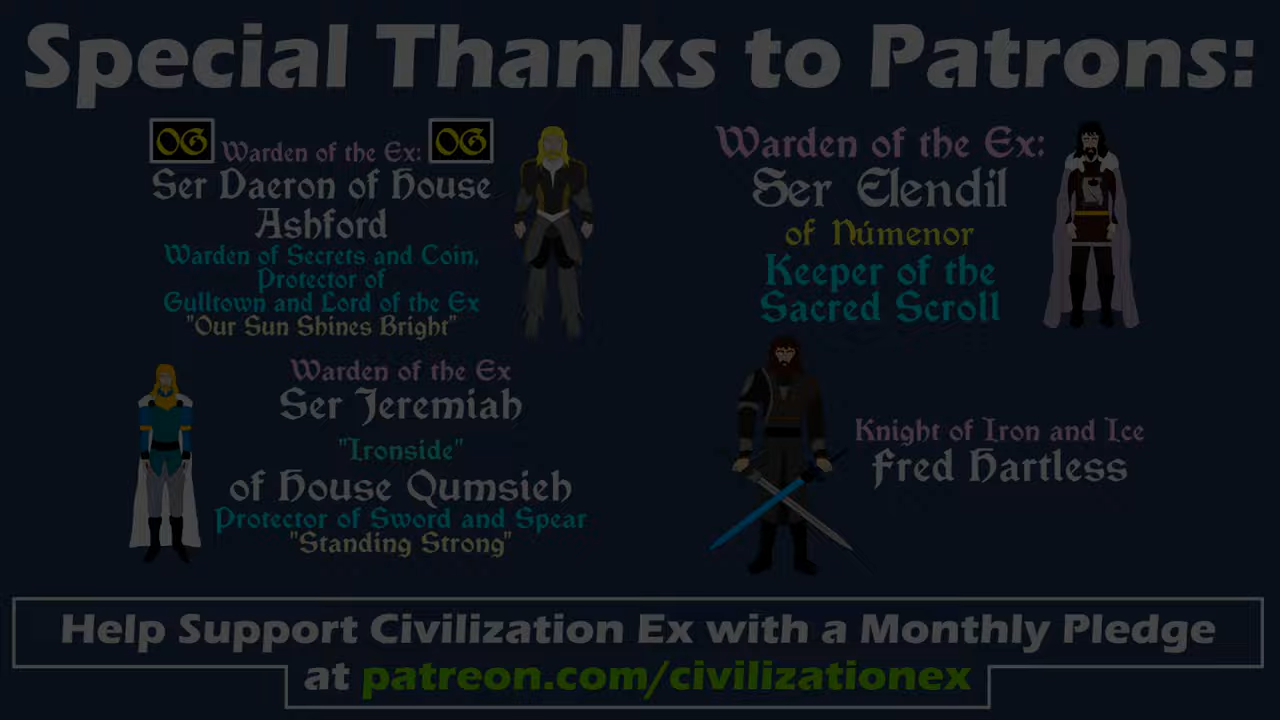 Special Thanks to Patrons:
OG Warden of the Ex: OG
Ser Daeron of House
Ashford
Warden of Secrets and Coin,
Protector of
Gulltown and Lord of the Ex
"Our Sun Shines Bright"
Warden of the Ex:
Ser Elendil
of Númenor
Keeper of the
Sacred Scroll
Warden of the Ex
Ser Jeremiah
"Ironside"
of House Qumsieh
Protector of Sword and Spear
"Standing Strong"
Knight of Iron and Ice
Fred Hartless
Help Support Civilization Ex with a Monthly Pledge
at patreon.com/civilizationex